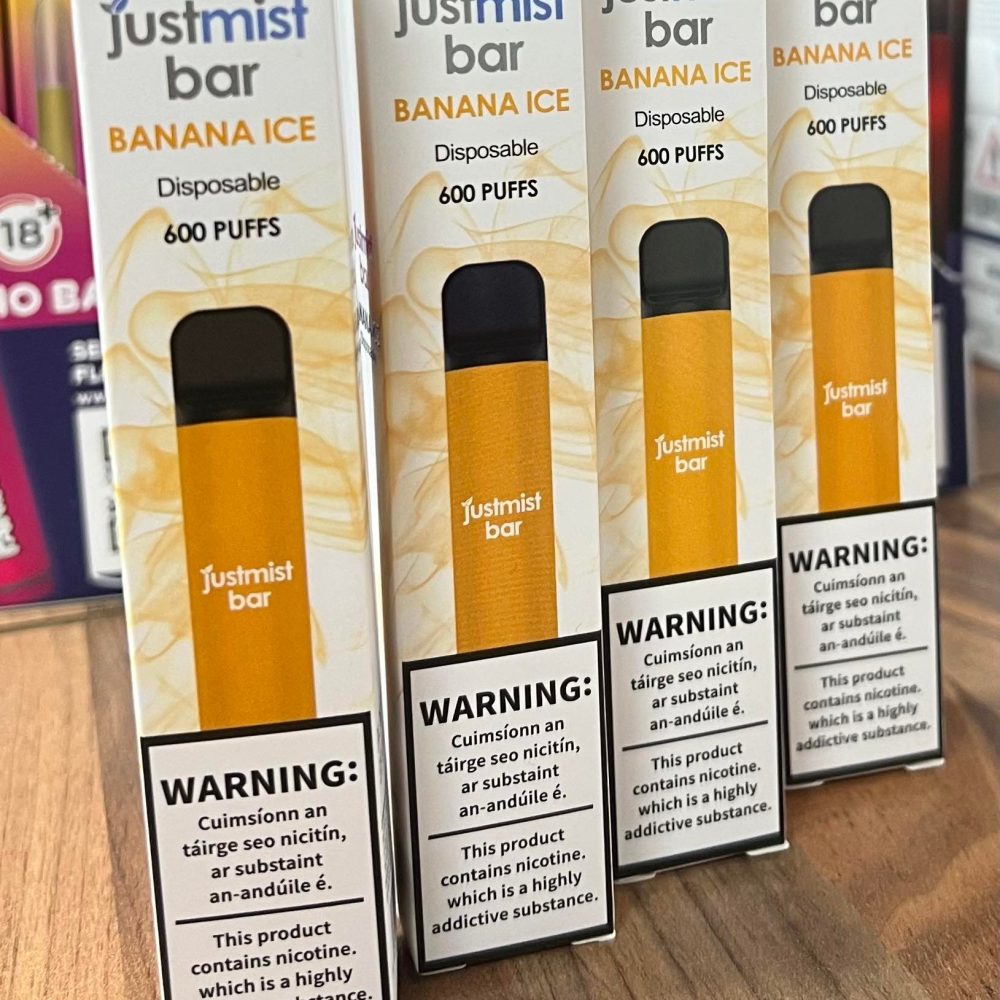 justmist
bar
BANANA ICE
Disposable
600 PUFFS
justmist
bar
WARNING:
Cuimsíonn an
táirge seo nicitín,
ar substaint
an-andúile é.
This product
contains nicotine.
which is a highly
justmist
bar
BANANA ICE
Disposable
600 PUFFS
justmist
bar
WARNING:
Cuimsíonn an
táirge seo nicitín,
ar substaint
an-andúile é.
This product
contains nicotine.
which is a highly
addictive substance.
bar
BANANA ICE
Disposable
600 PUFFS
justmist
bar
WARNING:
Cuimsíonn an
táirge seo nicitín,
ar substaint
an-andúile é.
This product
contains nicotine.
which is a highly
addictive substance.
bar
BANANA ICE
Disposable
600 PUFFS
justmist
bar
WARNING:
Cuimsíonn an
táirge seo nicitín,
ar substaint
an-andúile é.
This product
contains nicotine.
which is a highly
addictive substance.
18+